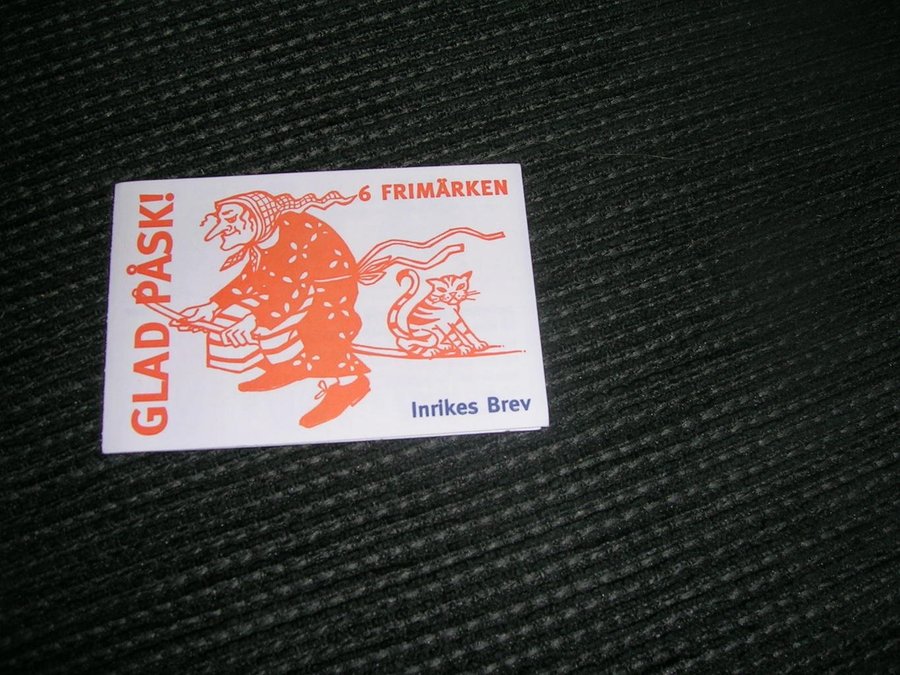 GLAD PÅSK!
6 FRIMÄRKEN
Inrikes Brev